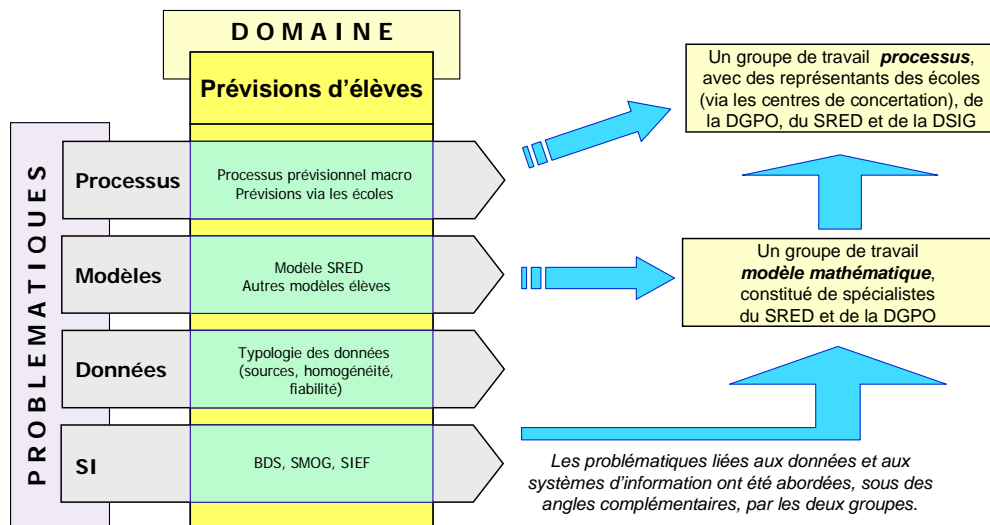 DOMAINE
Prévisions d'élèves
PROBLEMATIQUES
Processus
Processus prévisionnel macro
Prévisions via les écoles
Modèles
Modèle SRED
Autres modèles élèves
Données
Typologie des données
(sources, homogénéité,
fiabilité)
SI
BDS, SMOG, SIEF
Un groupe de travail processus,
avec des représentants des écoles
(via les centres de concertation), de
la DGPO, du SRED et de la DSIG
Un groupe de travail
modèle mathématique,
constitué de spécialistes
du SRED et de la DGPO
Les problématiques liées aux données et aux
systèmes d'information ont été abordées, sous des
angles complémentaires, par les deux groupes.